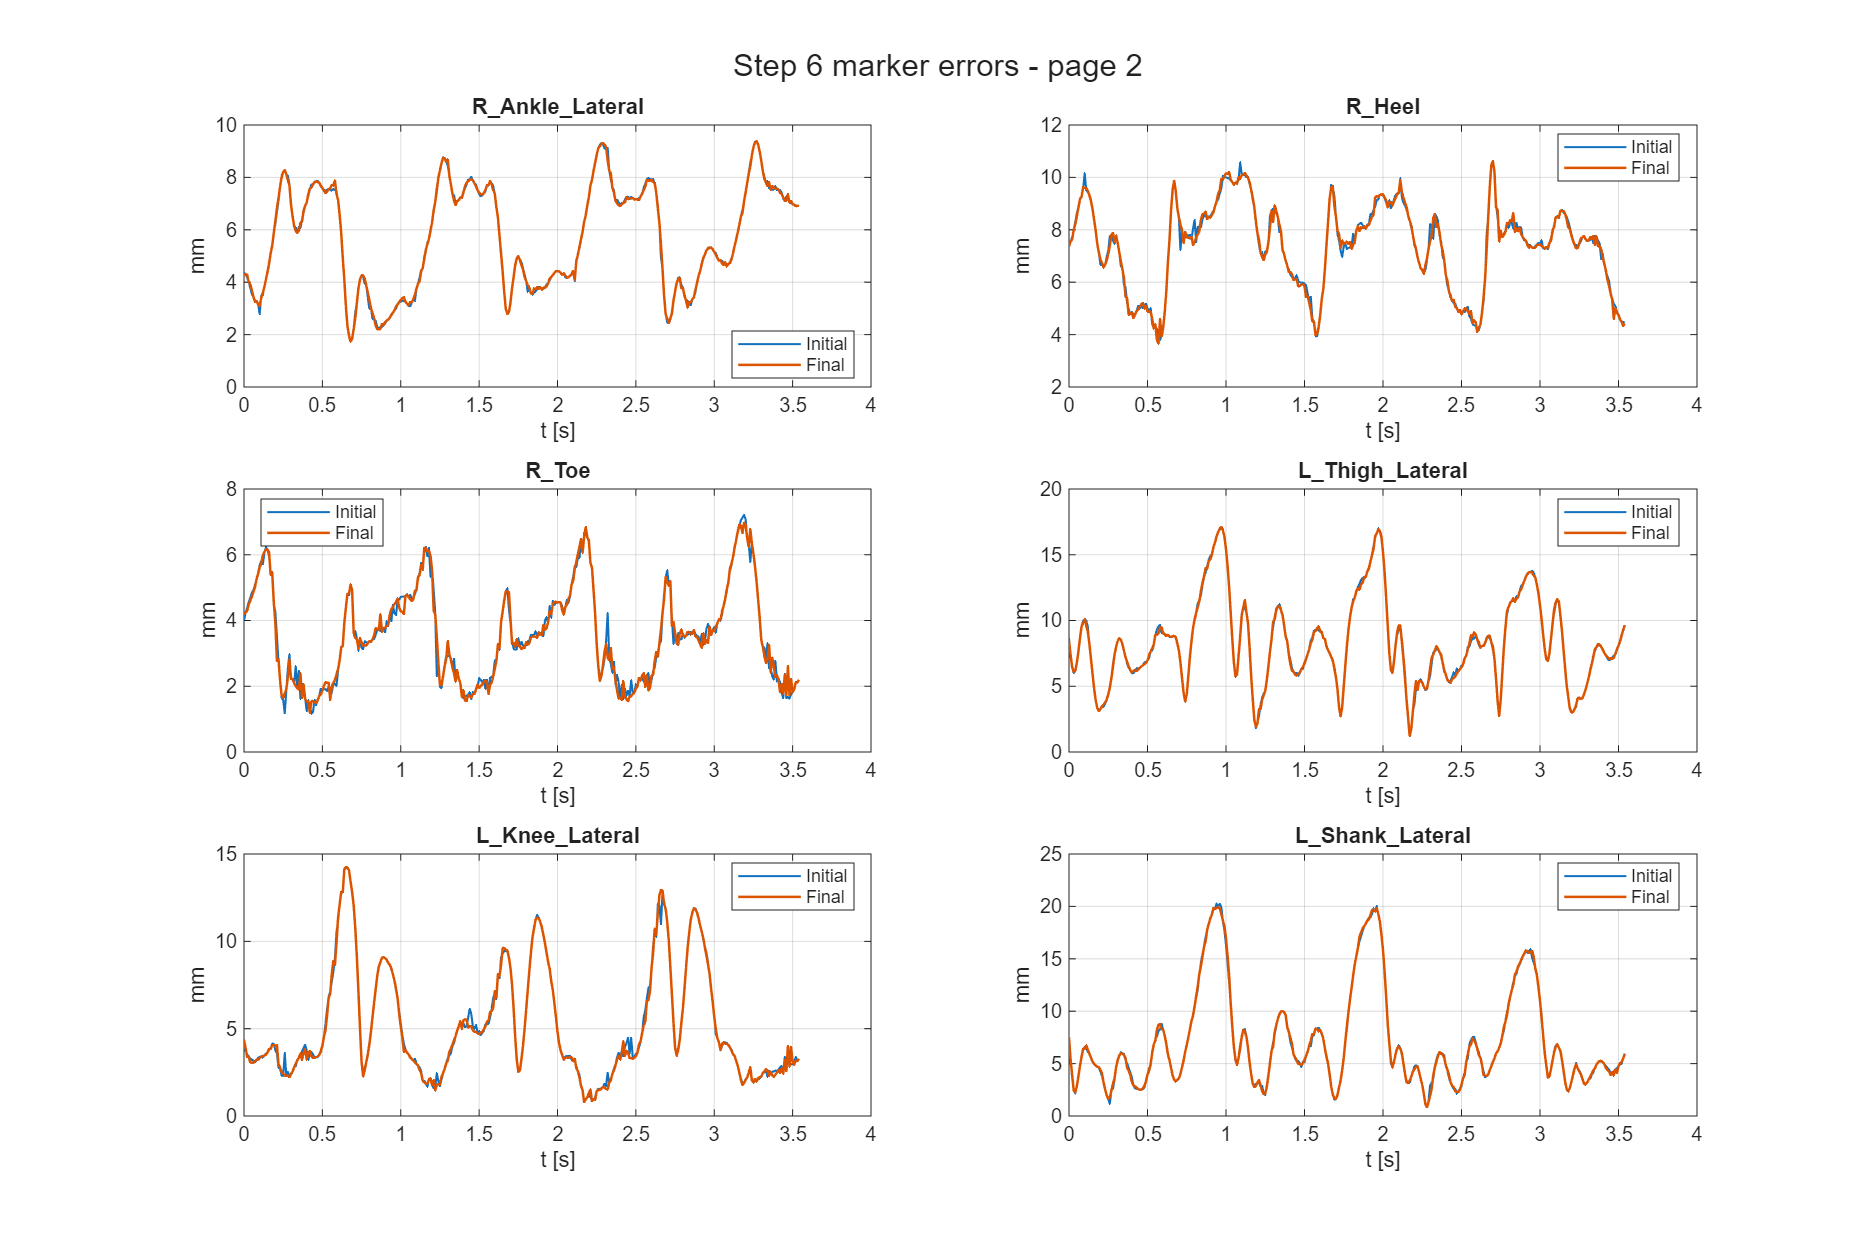 Step 6 marker errors - page 2
R_Ankle_Lateral
10
8
6
4
2
0
mm
0 0.5 1 1.5 2 2.5 3 3.5 4
t [s]
Initial
Final
R_Heel
12
10
8
6
4
2
mm
0 0.5 1 1.5 2 2.5 3 3.5 4
t [s]
Initial
Final
R_Toe
8
6
4
2
0
mm
0 0.5 1 1.5 2 2.5 3 3.5 4
t [s]
Initial
Final
L_Thigh_Lateral
20
15
10
5
0
mm
0 0.5 1 1.5 2 2.5 3 3.5 4
t [s]
Initial
Final
L_Knee_Lateral
15
10
5
0
mm
0 0.5 1 1.5 2 2.5 3 3.5 4
t [s]
Initial
Final
L_Shank_Lateral
25
20
15
10
5
0
mm
0 0.5 1 1.5 2 2.5 3 3.5 4
t [s]
Initial
Final